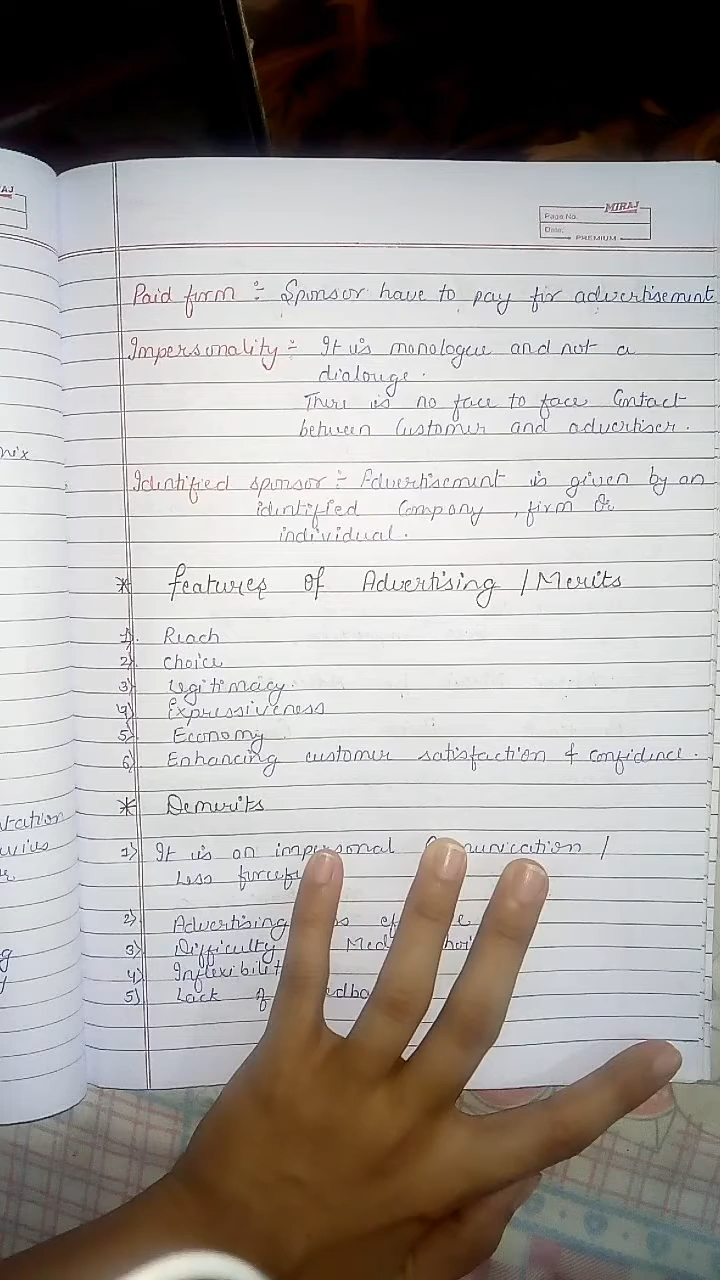 AJ
MIRAJ
Page No.
Date:
PREMIUM
Paid form :- Sponsor have to pay for advertisement
Impersonality :- It is monologue and not a
dialouge.
There is no face to face Contact
between Customer and advertiser.
Identified sponsor :- Advertisement is given by an
identified Company, firm or
individual.
* features of Advertising / Merits
1). Reach
2). Choice
3) Legitimacy.
4) Expressiveness
5) Economy
6) Enhancing customer satisfaction & confidence.
* Demerits
1) It is an impersonal /
Less
2) Advertising
3) Difficulty
4)
5) Lack of